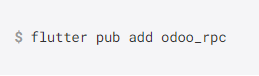 $ flutter pub add odoo_rpc